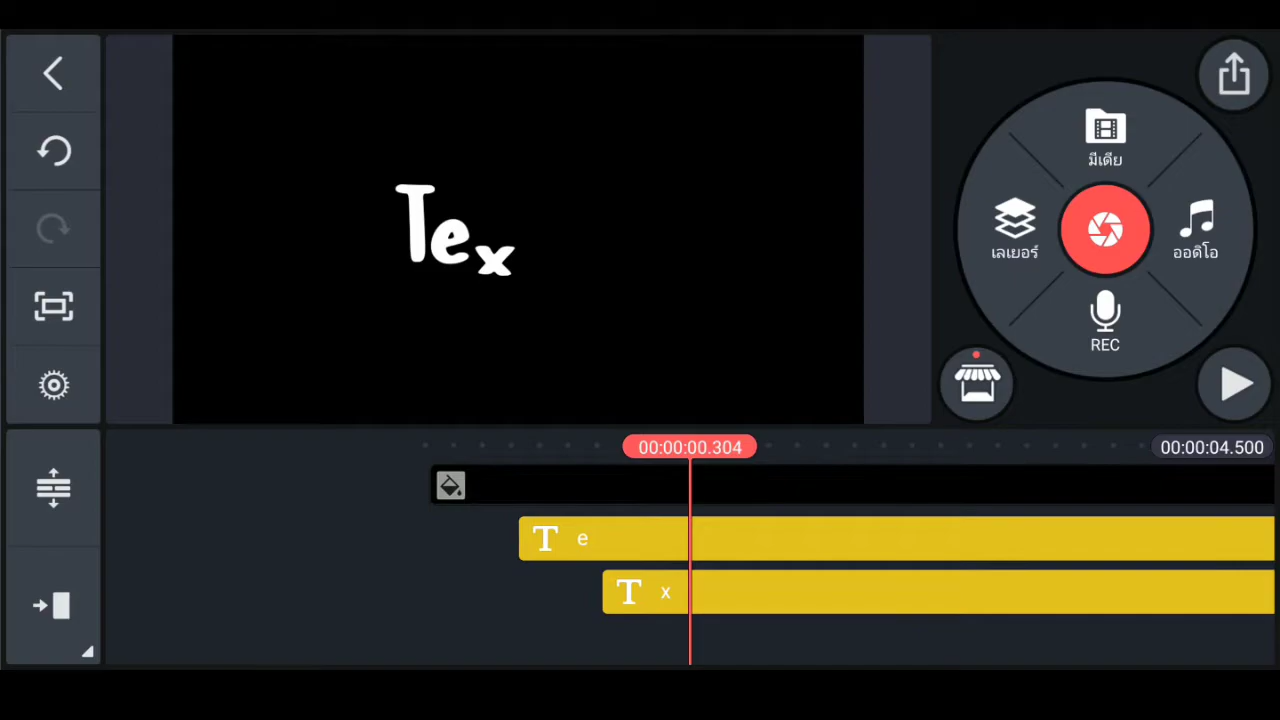 Tex
มีเดีย
เลเยอร์
ออดิโอ
REC
00:00:00.304
00:00:04.500
T e
T x